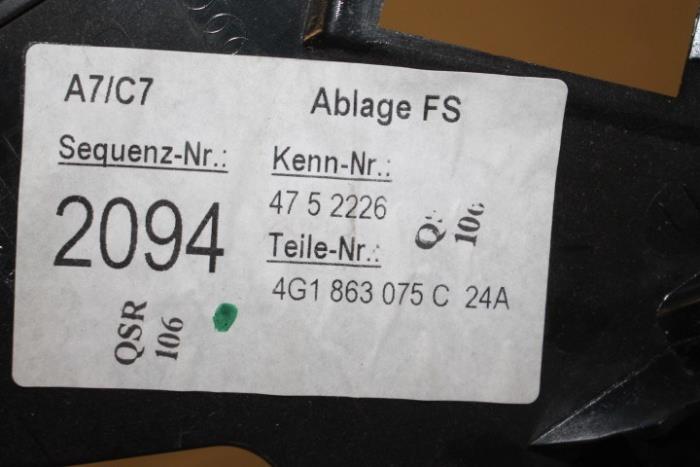 A7/C7
Ablage FS
Sequenz-Nr.:
Kenn-Nr.:
2094
47 5 2226
Teile-Nr.:
4G1 863 075 C 24A
QSR
106
106